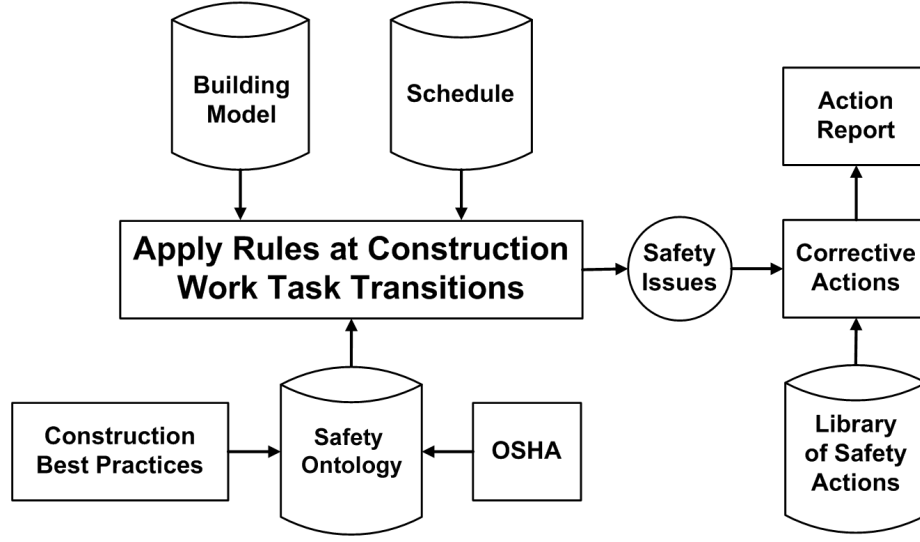 Building
Model
Schedule
Action
Report
Apply Rules at Construction
Work Task Transitions
Safety
Issues
Corrective
Actions
Construction
Best Practices
Safety
Ontology
OSHA
Library
of Safety
Actions